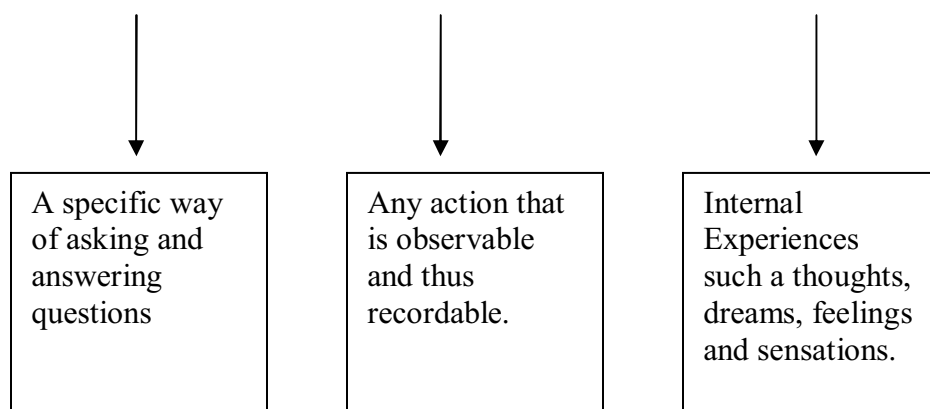 A specific way
of asking and
answering
questions
Any action that
is observable
and thus
recordable.
Internal
Experiences
such a thoughts,
dreams, feelings
and sensations.